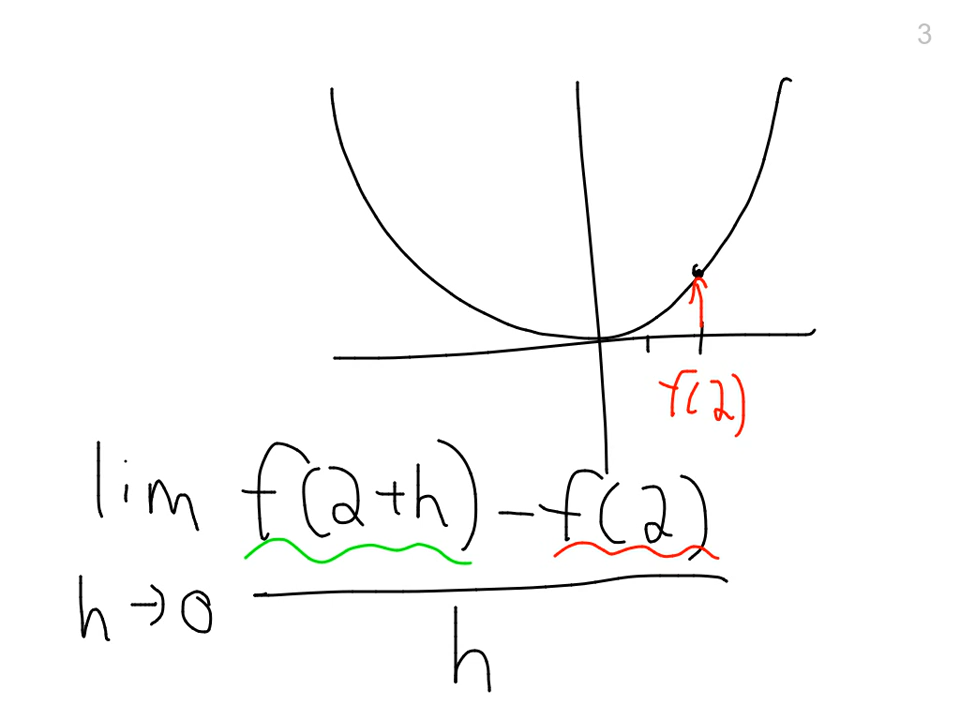 3
f(2)
lim f(2+h) - f(2)
h→0 h